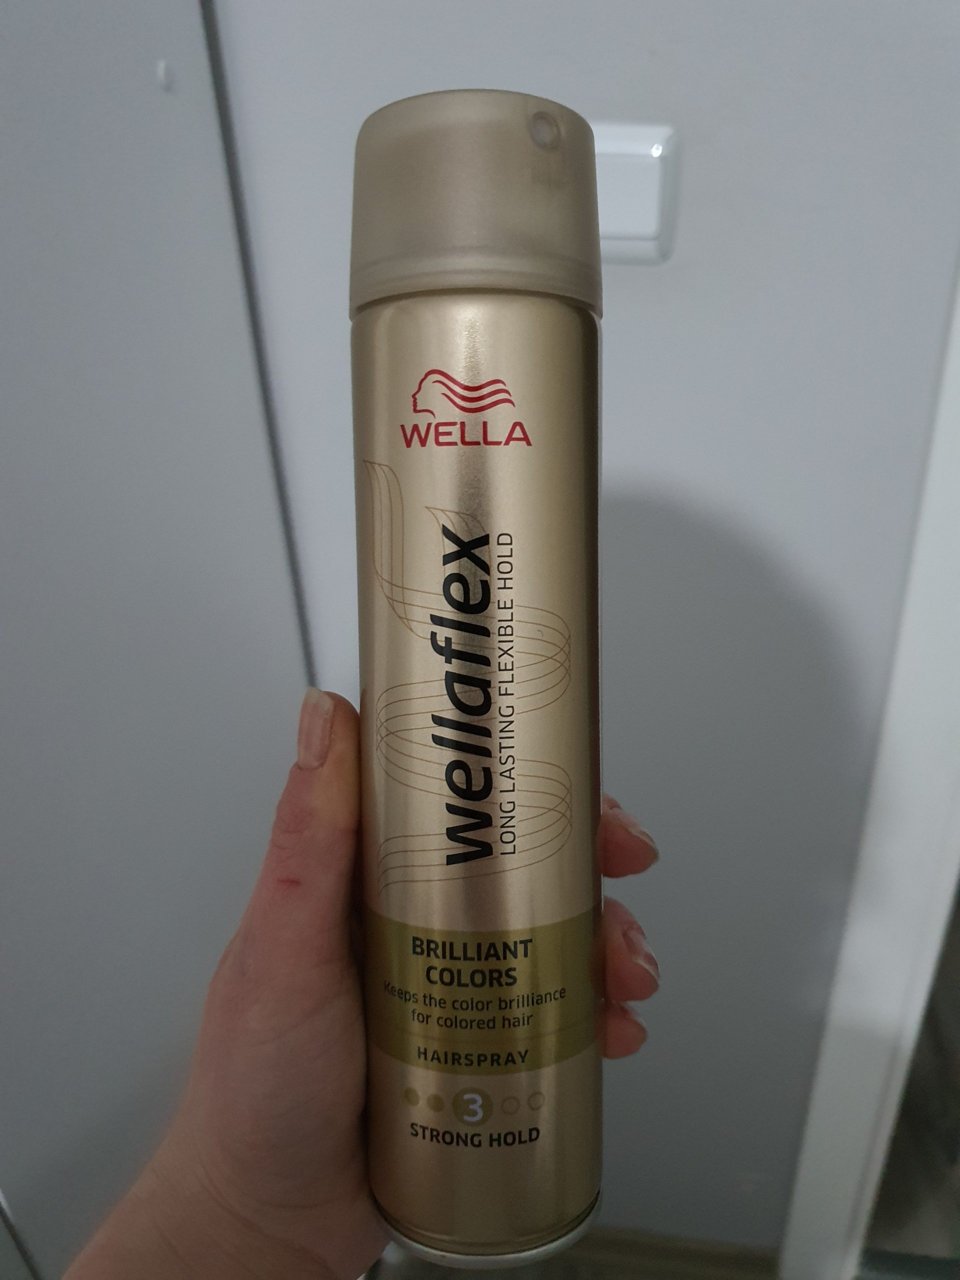 WELLA
wellaflex
LONG LASTING FLEXIBLE HOLD
BRILLIANT
COLORS
Keeps the color brilliance
for colored hair
HAIRSPRAY
3
STRONG HOLD